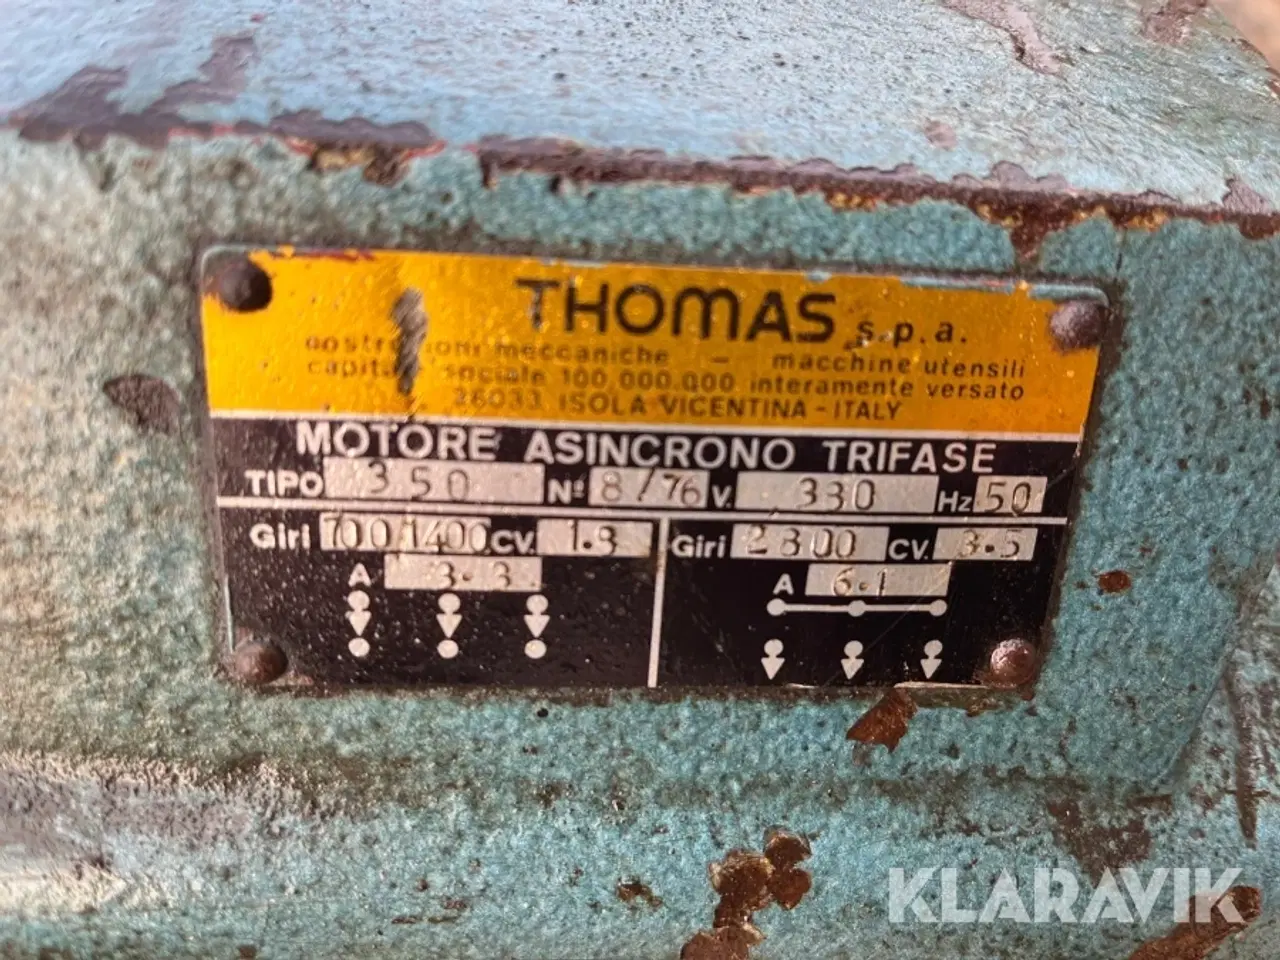 THOMAS s.p.a.
costruzioni meccaniche - macchine utensili
capitale sociale 100.000.000 interamente versato
36033 ISOLA VICENTINA - ITALY
MOTORE ASINCRONO TRIFASE
TIPO 350 Nº 8/76 V. 380 Hz 50
Giri 700/1400 CV. 1.8 Giri 2800 CV. 3.5
A 3.3 A 6.1
KLARAVIK